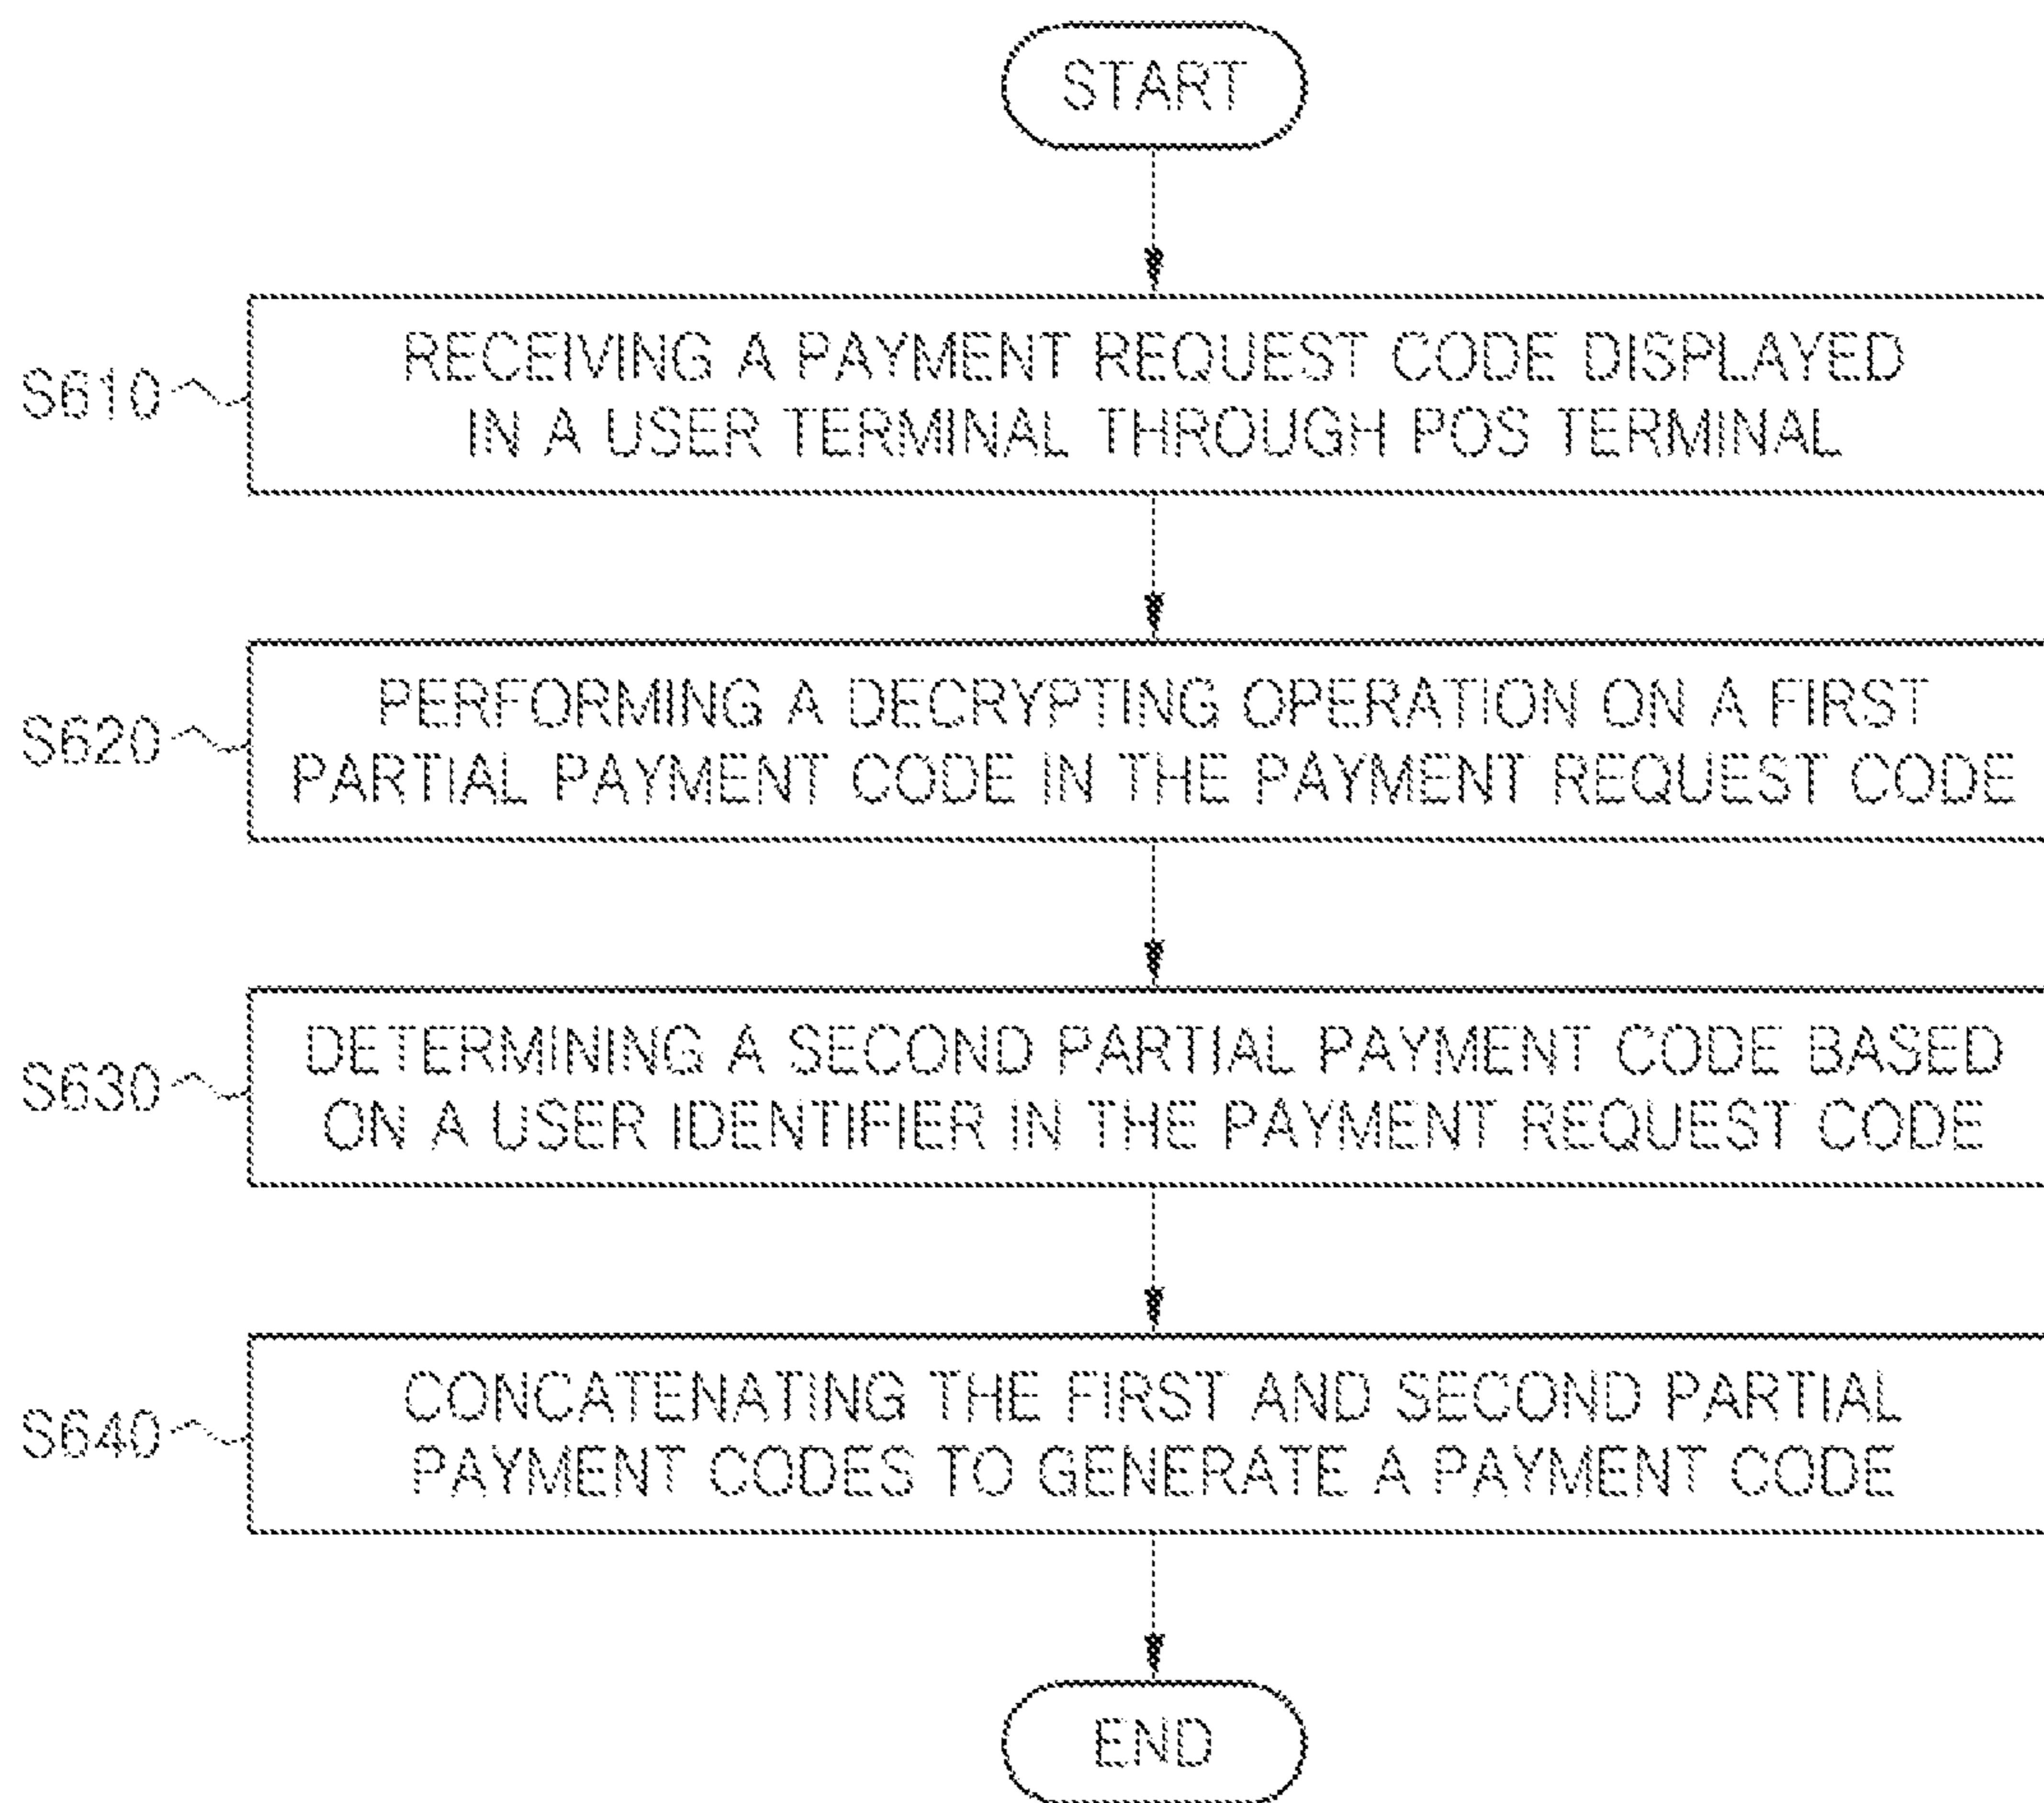 START
S610
RECEIVING A PAYMENT REQUEST CODE DISPLAYED
IN A USER TERMINAL THROUGH POS TERMINAL
S620
PERFORMING A DECRYPTING OPERATION ON A FIRST
PARTIAL PAYMENT CODE IN THE PAYMENT REQUEST CODE
S630
DETERMINING A SECOND PARTIAL PAYMENT CODE BASED
ON A USER IDENTIFIER IN THE PAYMENT REQUEST CODE
S640
CONCATENATING THE FIRST AND SECOND PARTIAL
PAYMENT CODES TO GENERATE A PAYMENT CODE
END